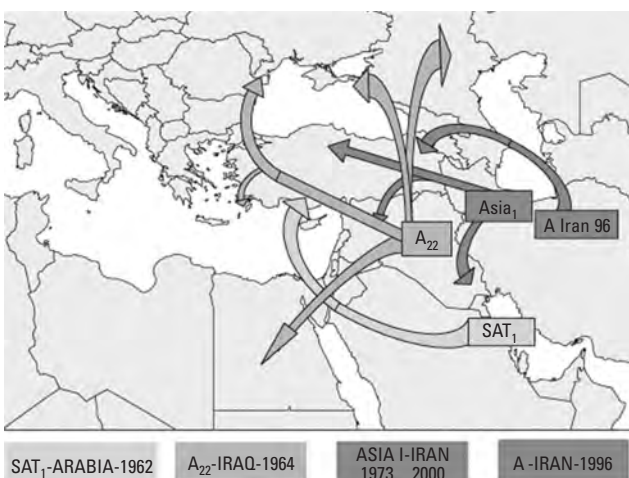 Asia₁
A Iran 96
A₂₂
SAT₁
SAT₁-ARABIA-1962
A₂₂-IRAQ-1964
ASIA I-IRAN
1973 2000
A -IRAN-1996